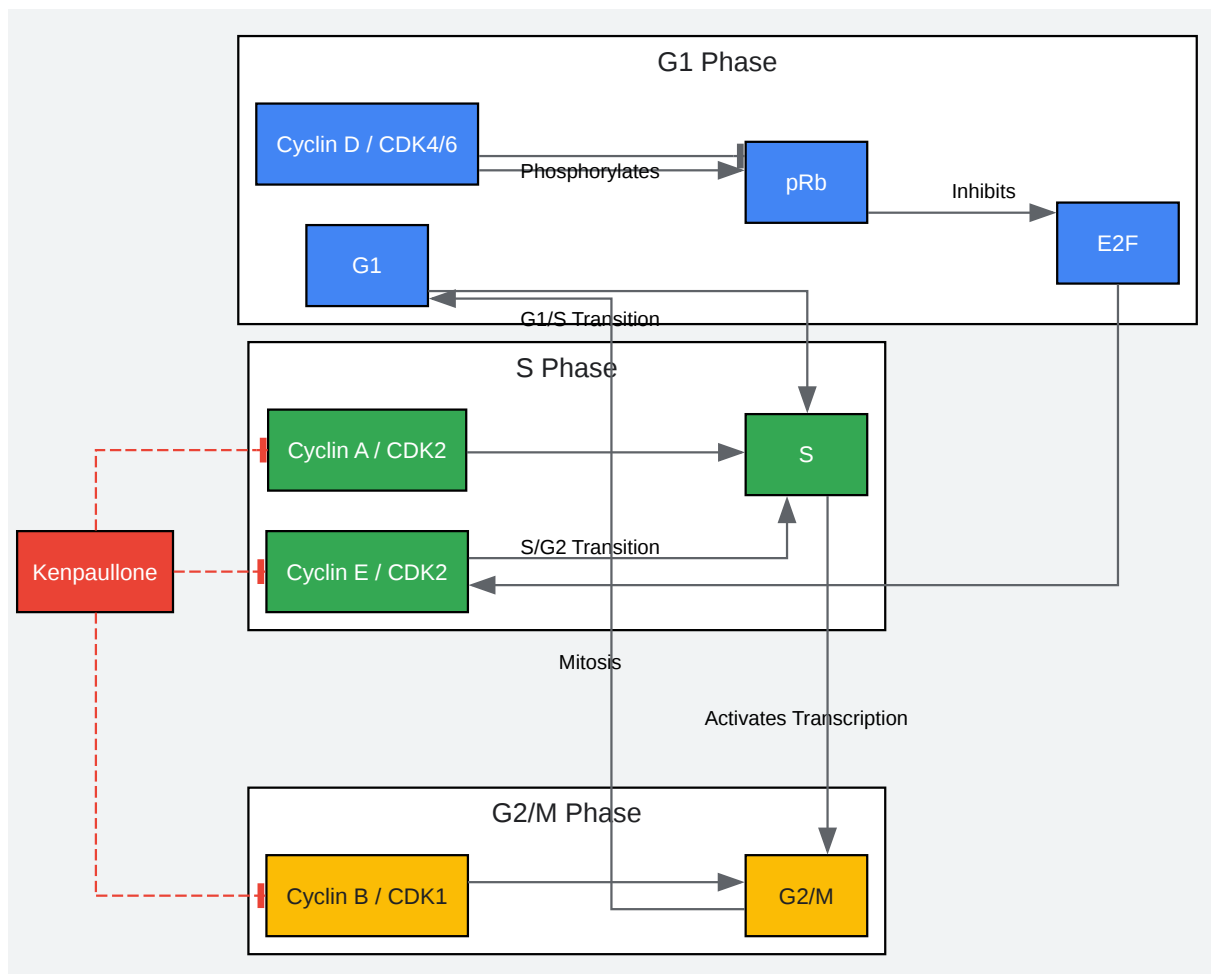 G1 Phase
Cyclin D / CDK4/6
Phosphorylates
pRb
Inhibits
E2F
G1
G1/S Transition
S Phase
Cyclin A / CDK2
S
Kenpaullone
Cyclin E / CDK2
S/G2 Transition
Mitosis
Activates Transcription
G2/M Phase
Cyclin B / CDK1
G2/M